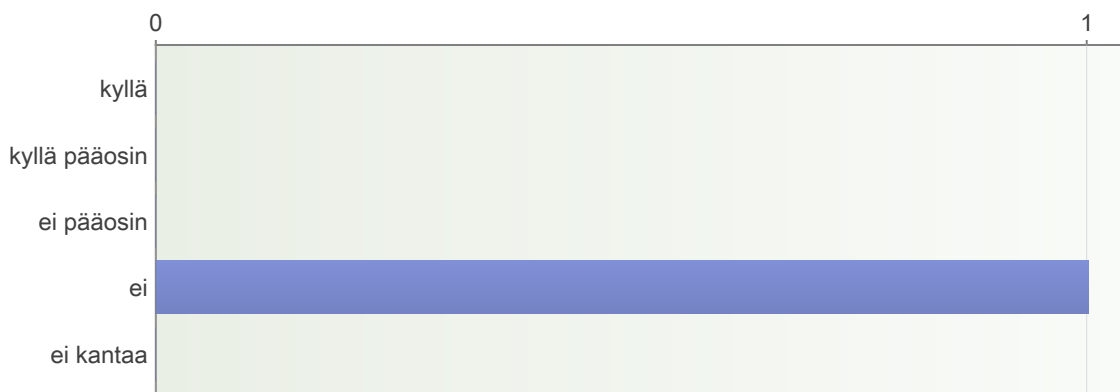 0 1
kyllä
kyllä pääosin
ei pääosin
ei
ei kantaa